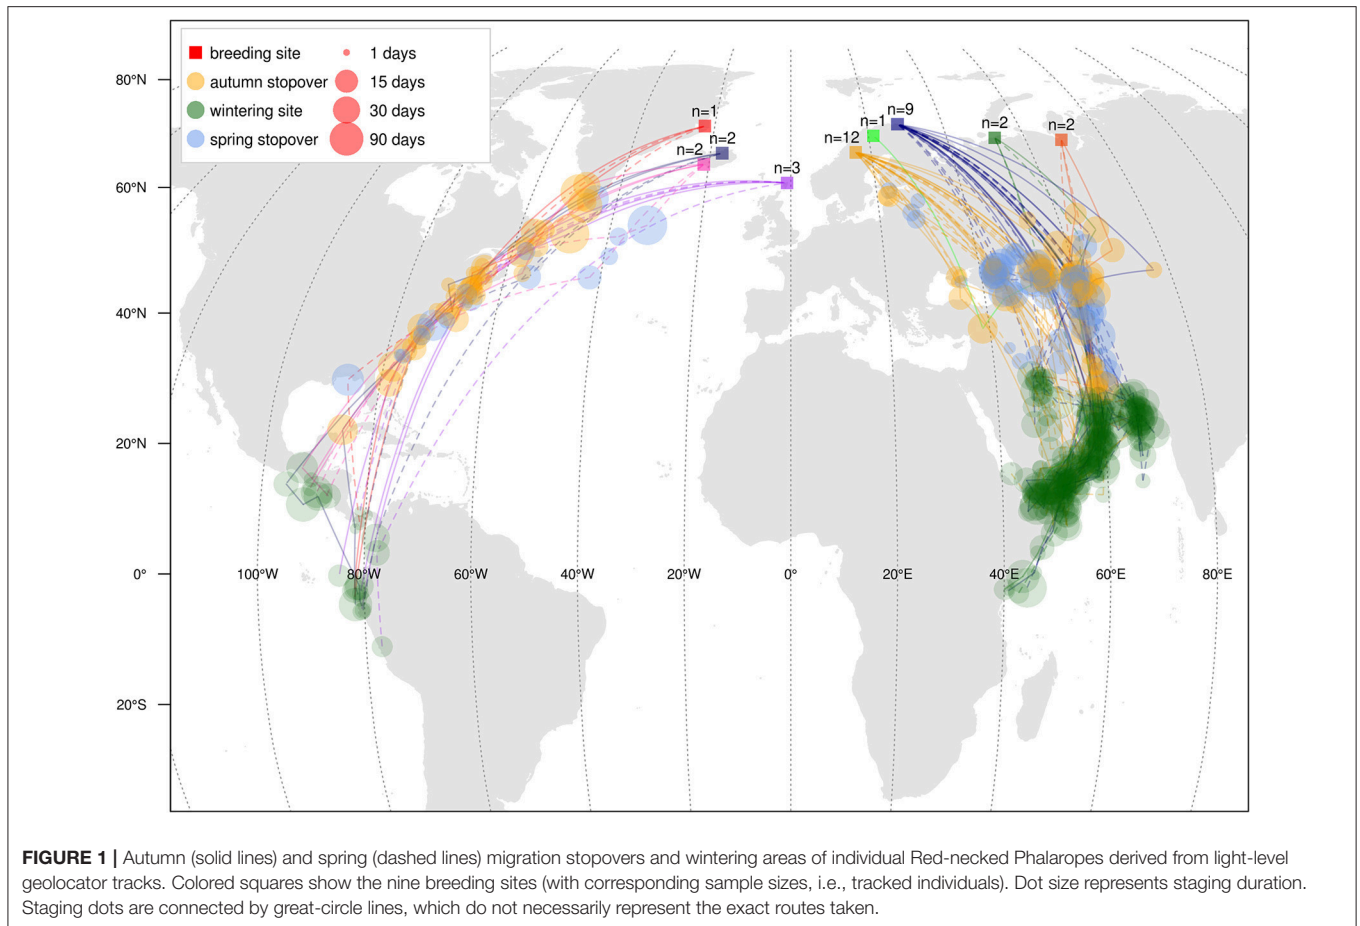 breeding site
autumn stopover
wintering site
spring stopover
1 days
15 days
30 days
90 days
80°N
60°N
40°N
20°N
0°
20°S
n=1
n=2
n=2
n=3
n=12
n=1
n=9
n=2
n=2
100°W 80°W 60°W 40°W 20°W 0° 20°E 40°E 60°E 80°E
FIGURE 1 | Autumn (solid lines) and spring (dashed lines) migration stopovers and wintering areas of individual Red-necked Phalaropes derived from light-level
geolocator tracks. Colored squares show the nine breeding sites (with corresponding sample sizes, i.e., tracked individuals). Dot size represents staging duration.
Staging dots are connected by great-circle lines, which do not necessarily represent the exact routes taken.